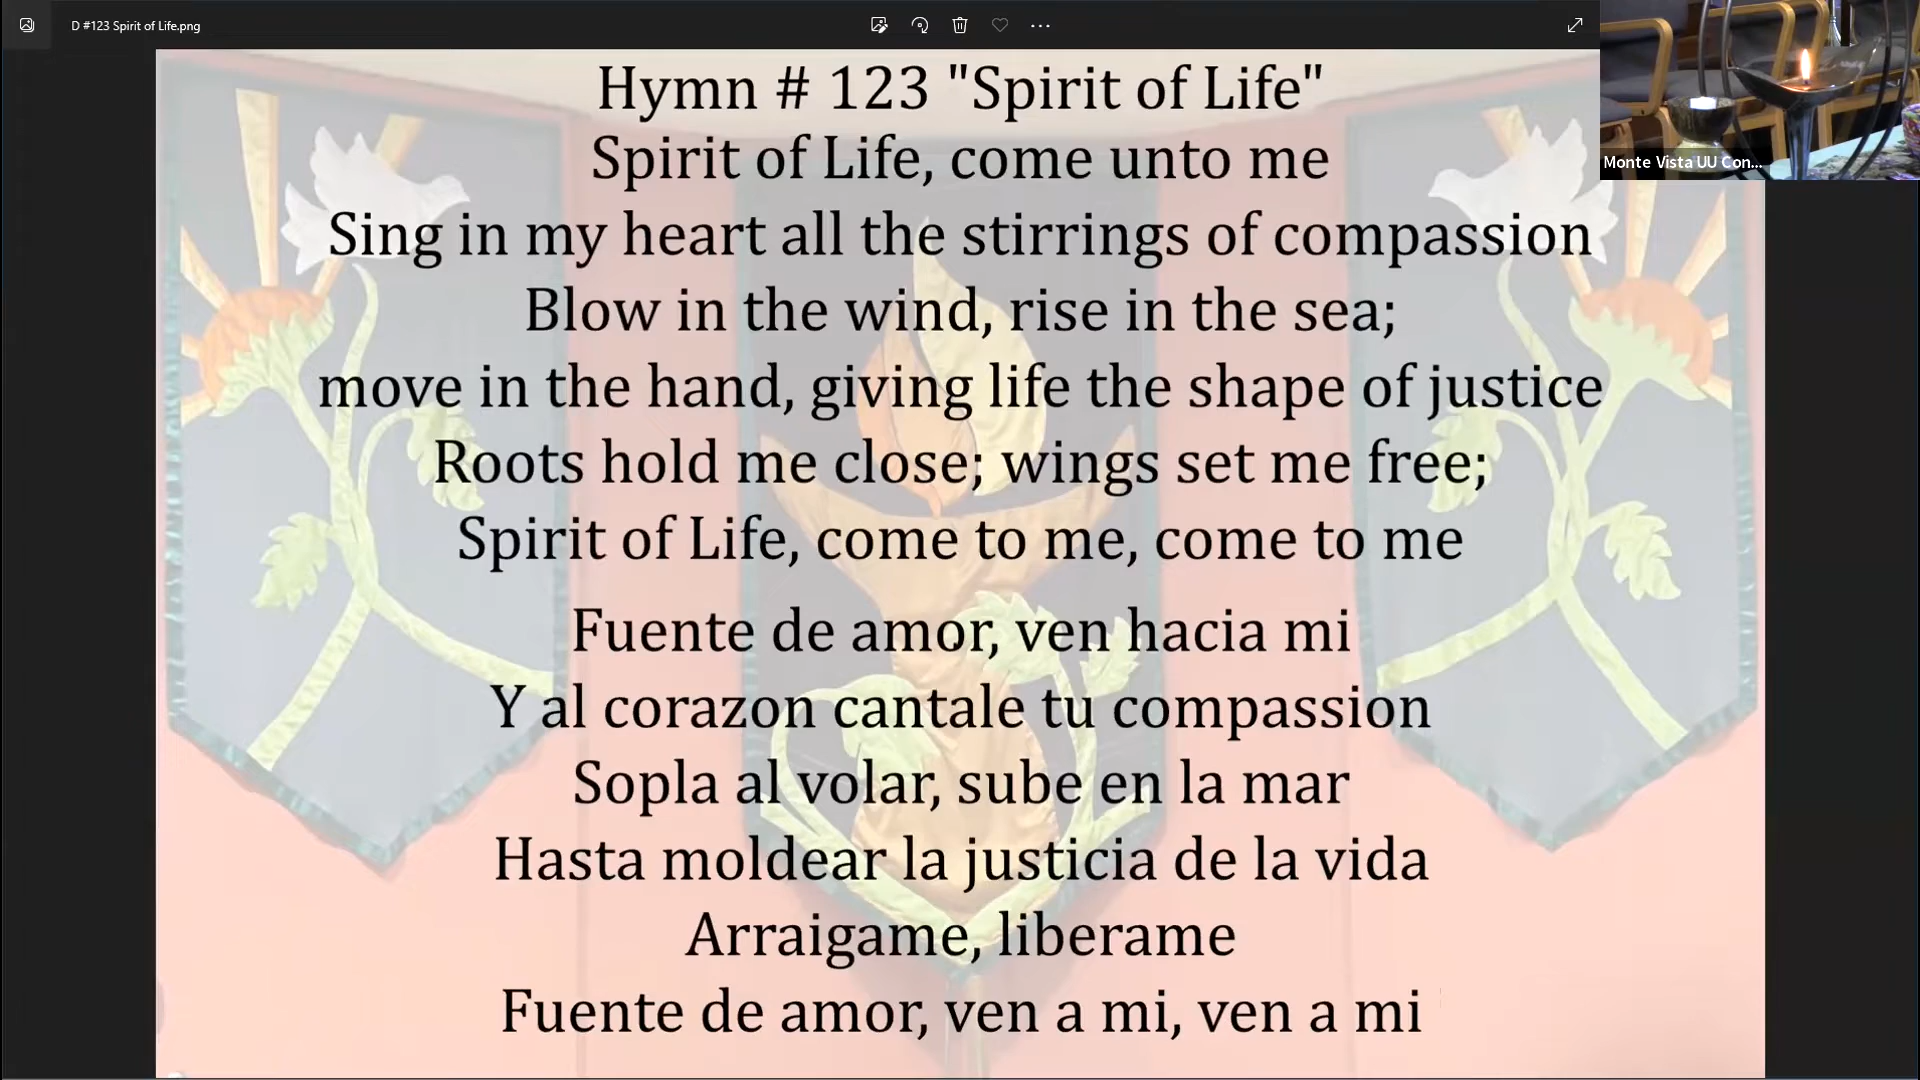 D #123 Spirit of Life.png
Monte Vista UU Con...
Hymn # 123 "Spirit of Life"
Spirit of Life, come unto me
Sing in my heart all the stirrings of compassion
Blow in the wind, rise in the sea;
move in the hand, giving life the shape of justice
Roots hold me close; wings set me free;
Spirit of Life, come to me, come to me
Fuente de amor, ven hacia mi
Y al corazon cantale tu compassion
Sopla al volar, sube en la mar
Hasta moldear la justicia de la vida
Arraigame, liberame
Fuente de amor, ven a mi, ven a mi